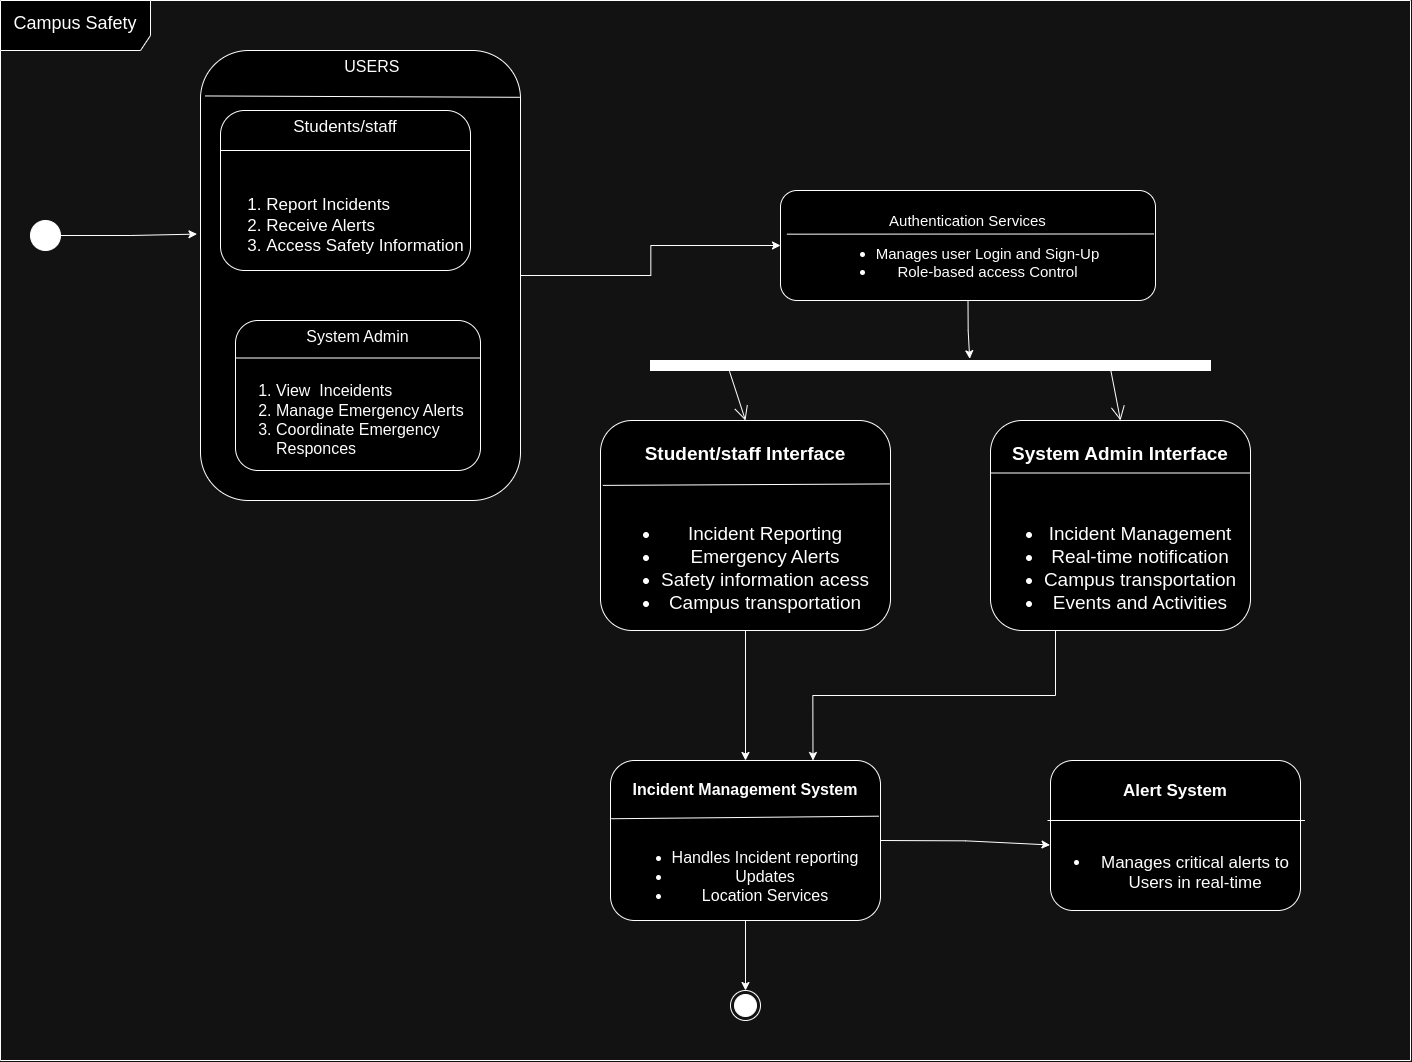 Campus Safety
USERS
Students/staff
1. Report Incidents
2. Receive Alerts
3. Access Safety Information
System Admin
1. View  Inceidents
2. Manage Emergency Alerts
3. Coordinate Emergency
Responces
Authentication Services
• Manages user Login and Sign-Up
• Role-based access Control
Student/staff Interface
• Incident Reporting
• Emergency Alerts
• Safety information acess
• Campus transportation
System Admin Interface
• Incident Management
• Real-time notification
• Campus transportation
• Events and Activities
Incident Management System
• Handles Incident reporting
• Updates
• Location Services
Alert System
• Manages critical alerts to
Users in real-time